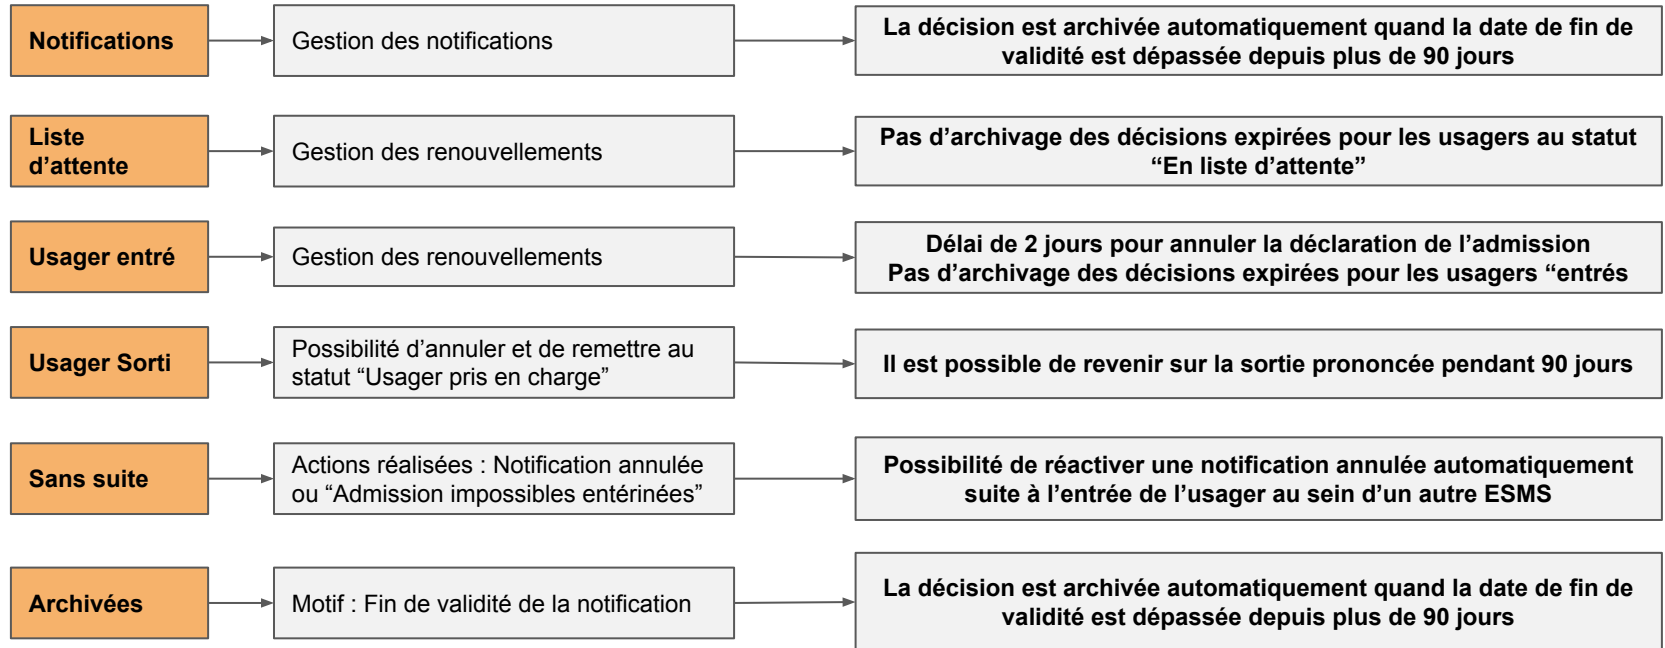 Notifications
Gestion des notifications
La décision est archivée automatiquement quand la date de fin de
validité est dépassée depuis plus de 90 jours
Liste
d’attente
Gestion des renouvellements
Pas d’archivage des décisions expirées pour les usagers au statut
“En liste d’attente”
Usager entré
Gestion des renouvellements
Délai de 2 jours pour annuler la déclaration de l’admission
Pas d’archivage des décisions expirées pour les usagers “entrés
Usager Sorti
Possibilité d’annuler et de remettre au
statut “Usager pris en charge”
Il est possible de revenir sur la sortie prononcée pendant 90 jours
Sans suite
Actions réalisées : Notification annulée
ou “Admission impossibles entérinées”
Possibilité de réactiver une notification annulée automatiquement
suite à l’entrée de l’usager au sein d’un autre ESMS
Archivées
Motif : Fin de validité de la notification
La décision est archivée automatiquement quand la date de fin de
validité est dépassée depuis plus de 90 jours